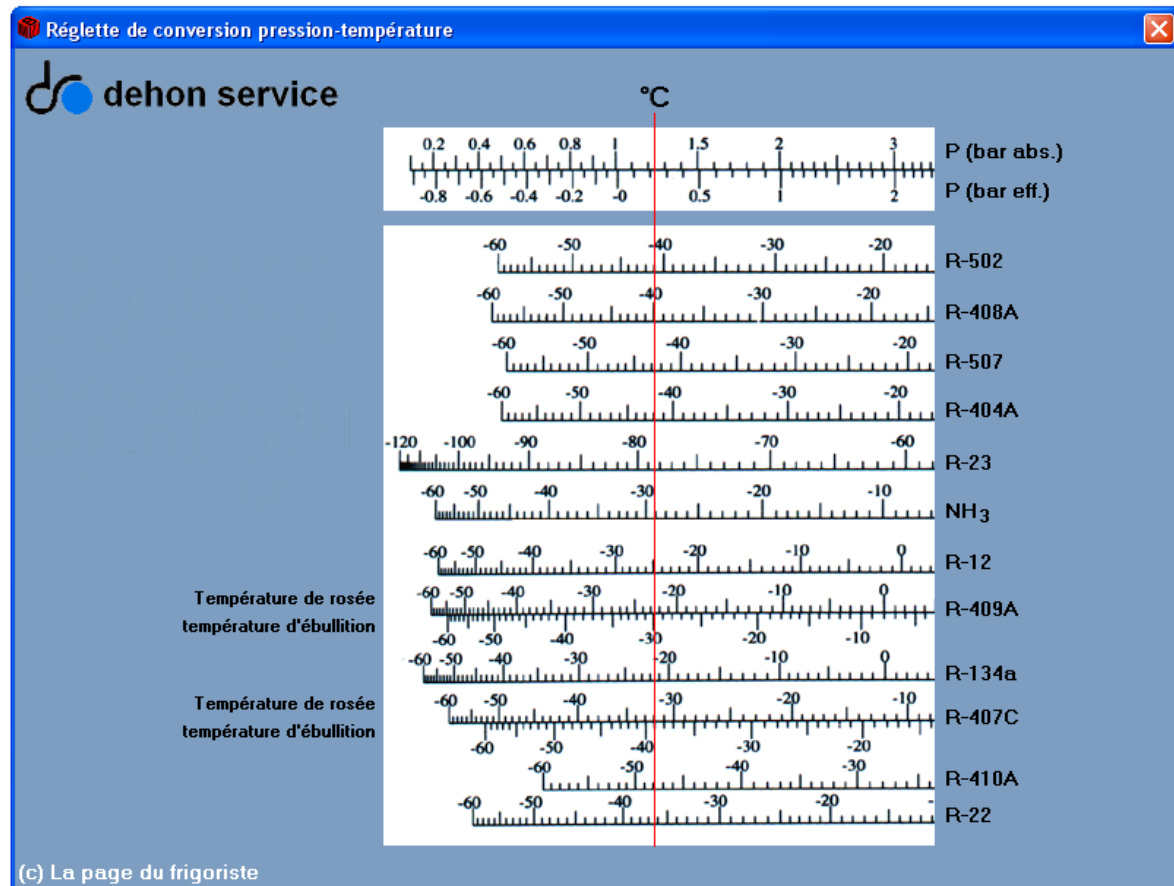 Réglette de conversion pression-température
dehon service
°C
0.2 0.4 0.6 0.8 1 1.5 2 3 P (bar abs.)
-0.8 -0.6 -0.4 -0.2 -0 0.5 1 2 P (bar eff.)
-60 -50 -40 -30 -20 R-502
-60 -50 -40 -30 -20 R-408A
-60 -50 -40 -30 -20 R-507
-60 -50 -40 -30 -20 R-404A
-120 -100 -90 -80 -70 -60 R-23
-60 -50 -40 -30 -20 -10 NH3
-60 -50 -40 -30 -20 -10 0 R-12
Température de rosée -60 -50 -40 -30 -20 -10 0 R-409A
température d'ébullition -60 -50 -40 -30 -20 -10
-60 -50 -40 -30 -20 -10 0 R-134a
Température de rosée -60 -50 -40 -30 -20 -10 R-407C
température d'ébullition -60 -50 -40 -30 -20
-60 -50 -40 -30 R-410A
-60 -50 -40 -30 -20 R-22
(c) La page du frigoriste